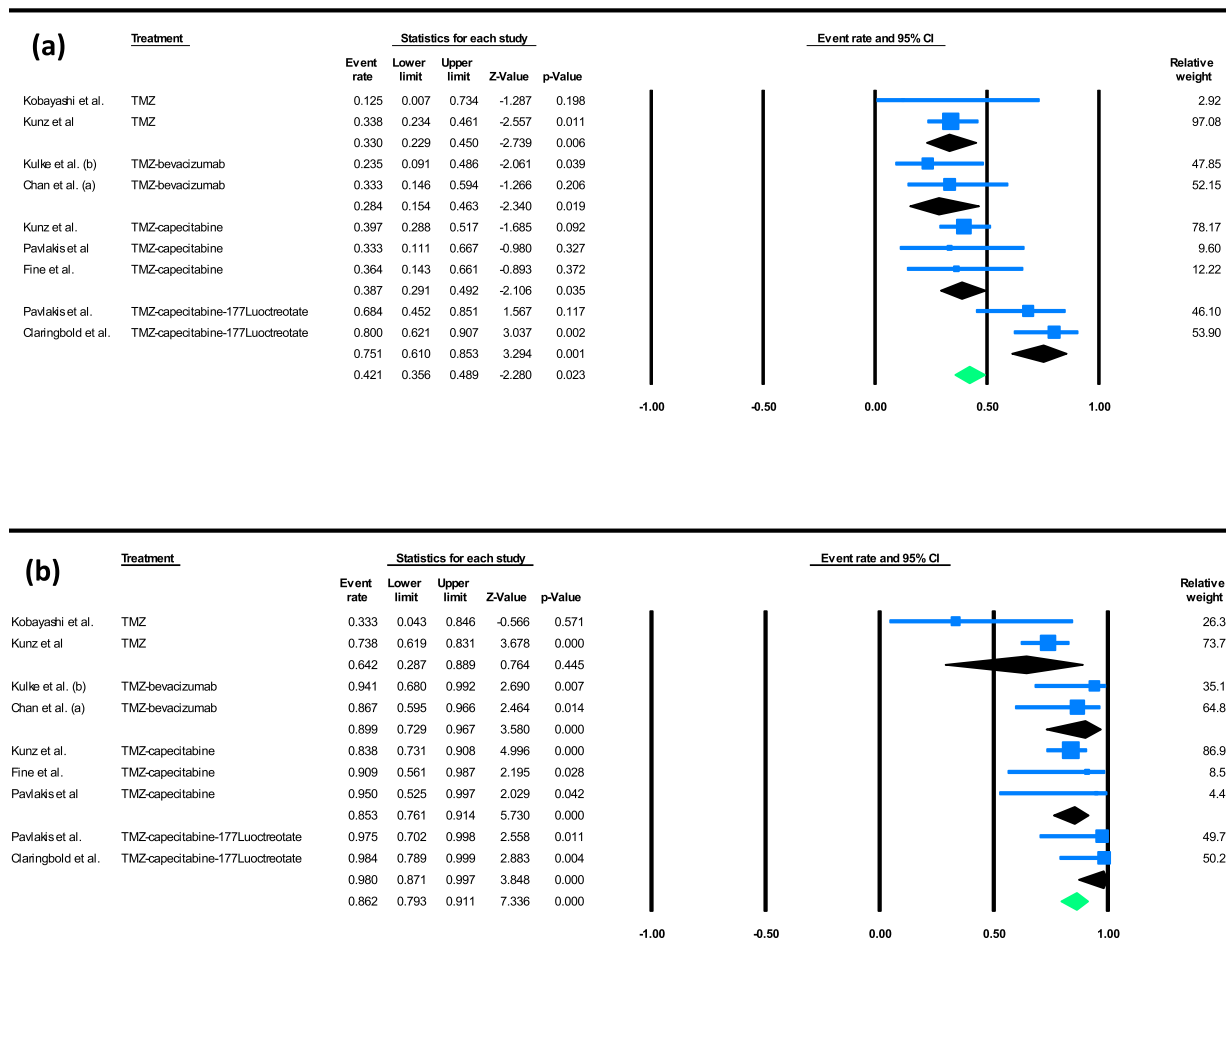 (a)
Treatment Statistics for each study Event rate and 95% CI
Event Lower Upper Relative
rate limit limit Z-Value p-Value weight
Kobayashi et al. TMZ 0.125 0.007 0.734 -1.287 0.198 2.92
Kunz et al TMZ 0.338 0.234 0.461 -2.557 0.011 97.08
0.330 0.229 0.450 -2.739 0.006
Kulke et al. (b) TMZ-bevacizumab 0.235 0.091 0.486 -2.061 0.039 47.85
Chan et al. (a) TMZ-bevacizumab 0.333 0.146 0.594 -1.266 0.206 52.15
0.284 0.154 0.463 -2.340 0.019
Kunz et al. TMZ-capecitabine 0.397 0.288 0.517 -1.685 0.092 78.17
Pavlakis et al TMZ-capecitabine 0.333 0.111 0.667 -0.980 0.327 9.60
Fine et al. TMZ-capecitabine 0.364 0.143 0.661 -0.893 0.372 12.22
0.387 0.291 0.492 -2.106 0.035
Pavlakis et al. TMZ-capecitabine-177Luoctreotate 0.684 0.452 0.851 1.567 0.117 46.10
Claringbold et al. TMZ-capecitabine-177Luoctreotate 0.800 0.621 0.907 3.037 0.002 53.90
0.751 0.610 0.853 3.294 0.001
0.421 0.356 0.489 -2.280 0.023
-1.00 -0.50 0.00 0.50 1.00
(b)
Treatment Statistics for each study Event rate and 95% CI
Event Lower Upper Relative
rate limit limit Z-Value p-Value weight
Kobayashi et al. TMZ 0.333 0.043 0.846 -0.566 0.571 26.3
Kunz et al TMZ 0.738 0.619 0.831 3.678 0.000 73.7
0.642 0.287 0.889 0.764 0.445
Kulke et al. (b) TMZ-bevacizumab 0.941 0.680 0.992 2.690 0.007 35.1
Chan et al. (a) TMZ-bevacizumab 0.867 0.595 0.966 2.464 0.014 64.8
0.899 0.729 0.967 3.580 0.000
Kunz et al. TMZ-capecitabine 0.838 0.731 0.908 4.996 0.000 86.9
Fine et al. TMZ-capecitabine 0.909 0.561 0.987 2.195 0.028 8.5
Pavlakis et al TMZ-capecitabine 0.950 0.525 0.997 2.029 0.042 4.4
0.853 0.761 0.914 5.730 0.000
Pavlakis et al. TMZ-capecitabine-177Luoctreotate 0.975 0.702 0.998 2.558 0.011 49.7
Claringbold et al. TMZ-capecitabine-177Luoctreotate 0.984 0.789 0.999 2.883 0.004 50.2
0.980 0.871 0.997 3.848 0.000
0.862 0.793 0.911 7.336 0.000
-1.00 -0.50 0.00 0.50 1.00